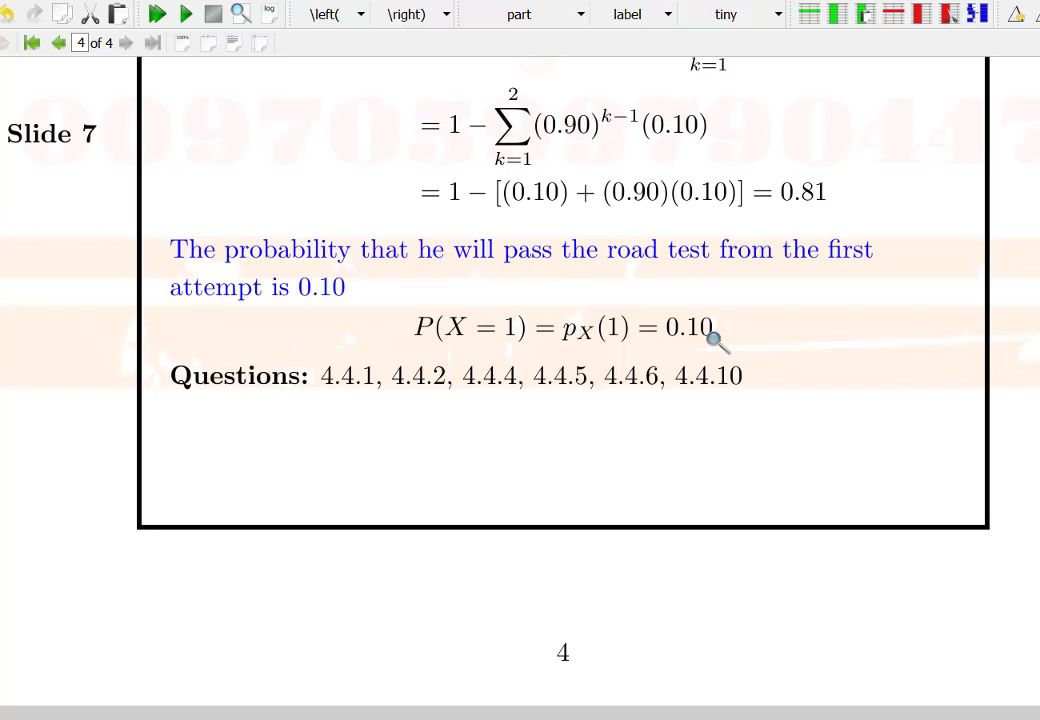 log \left( \right) part label tiny
4 of 4 100%
k=1
2
Slide 7
= 1 − ∑ (0.90)^{k−1}(0.10)
k=1
= 1 − [(0.10) + (0.90)(0.10)] = 0.81
The probability that he will pass the road test from the first
attempt is 0.10
P(X = 1) = p_X(1) = 0.10
Questions: 4.4.1, 4.4.2, 4.4.4, 4.4.5, 4.4.6, 4.4.10
4